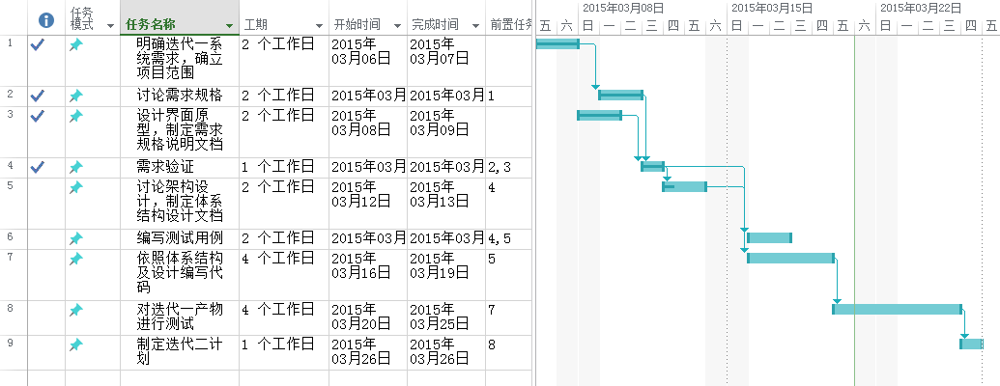 2015年03月08日 2015年03月15日 2015年03月22日
任务模式 任务名称 工期 开始时间 完成时间 前置任务 五 六 日 一 二 三 四 五 六 日 一 二 三 四 五 六 日 一 二 三 四 五
1 明确迭代一系 2 个工作日 2015年 2015年
统需求，确立 03月06日 03月07日
项目范围
2 讨论需求规格 2 个工作日 2015年03月 2015年03月 1
3 设计界面原 2 个工作日 2015年 2015年
型，制定需求 03月08日 03月09日
规格说明文档
4 需求验证 1 个工作日 2015年03月 2015年03月 2,3
5 讨论架构设 2 个工作日 2015年 2015年 4
计，制定体系 03月12日 03月13日
结构设计文档
6 编写测试用例 2 个工作日 2015年03月 2015年03月 4,5
7 依照体系结构 4 个工作日 2015年 2015年 5
及设计编写代 03月16日 03月19日
码
8 对迭代一产物 4 个工作日 2015年 2015年 7
进行测试 03月20日 03月25日
9 制定迭代二计 1 个工作日 2015年 2015年 8
划 03月26日 03月26日